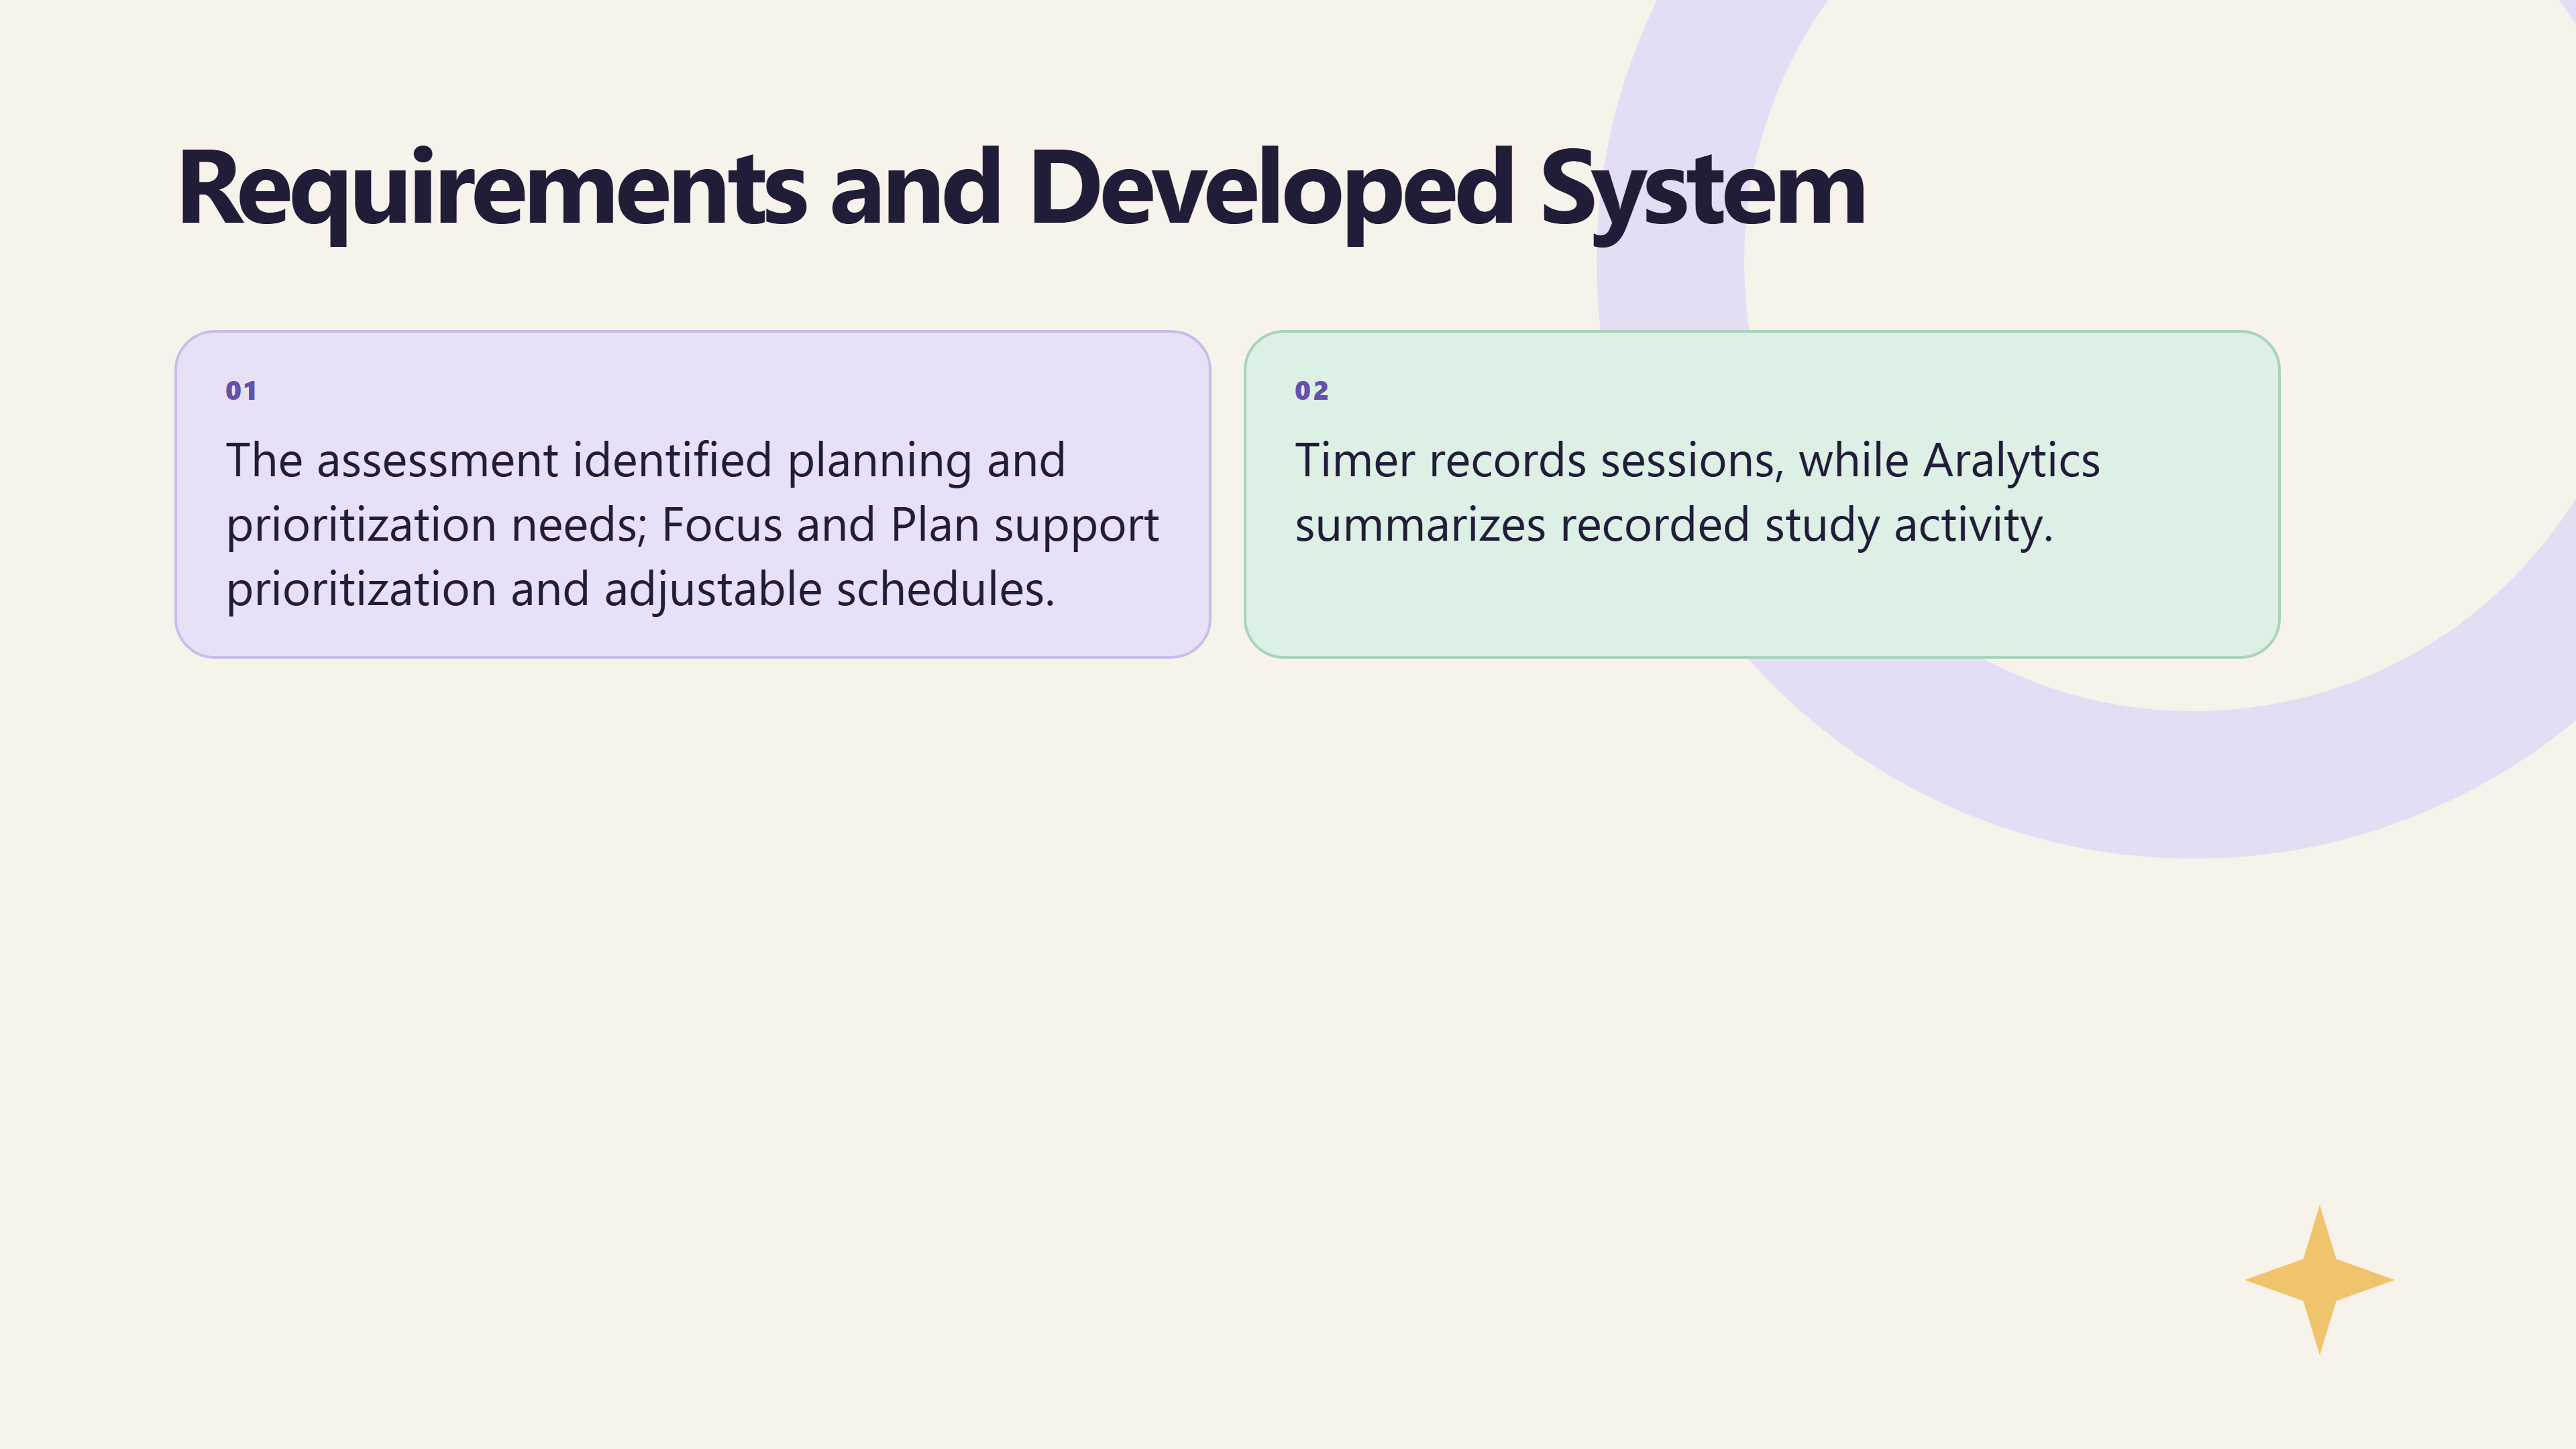 Requirements and Developed System
01
The assessment identified planning and
prioritization needs; Focus and Plan support
prioritization and adjustable schedules.
02
Timer records sessions, while Aralytics
summarizes recorded study activity.